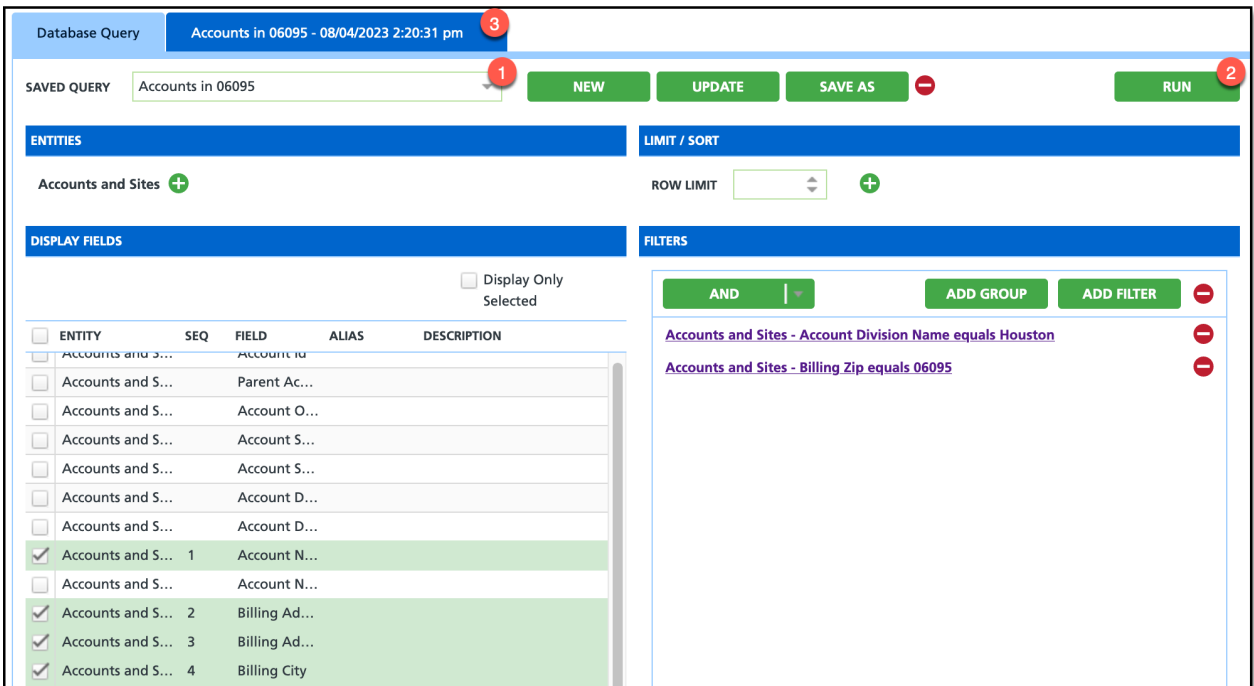 Database Query
Accounts in 06095 - 08/04/2023 2:20:31 pm
3
SAVED QUERY
Accounts in 06095
1
NEW
UPDATE
SAVE AS
RUN
2
ENTITIES
Accounts and Sites
LIMIT / SORT
ROW LIMIT
DISPLAY FIELDS
Display Only
Selected
ENTITY SEQ FIELD ALIAS DESCRIPTION
Accounts and S... Account Id
Accounts and S... Parent Ac...
Accounts and S... Account O...
Accounts and S... Account S...
Accounts and S... Account S...
Accounts and S... Account D...
Accounts and S... Account D...
Accounts and S... 1 Account N...
Accounts and S... Account N...
Accounts and S... 2 Billing Ad...
Accounts and S... 3 Billing Ad...
Accounts and S... 4 Billing City
FILTERS
AND
ADD GROUP
ADD FILTER
Accounts and Sites - Account Division Name equals Houston
Accounts and Sites - Billing Zip equals 06095